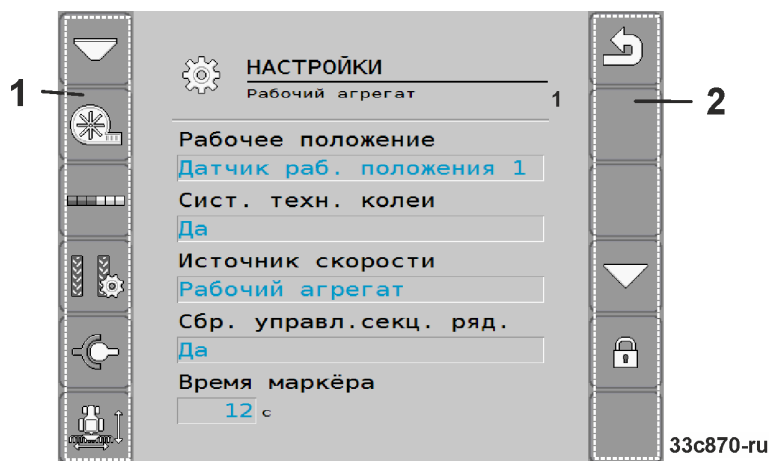 НАСТРОЙКИ
Рабочий агрегат
1
1
2
Рабочее положение
Датчик раб. положения 1
Сист. техн. колеи
Да
Источник скорости
Рабочий агрегат
Сбр. управл.секц. ряд.
Да
Время маркёра
12 с
33c870-ru